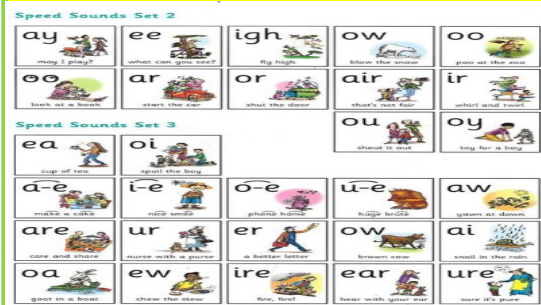 Speed Sounds Set 2
ay ee igh ow oo
may I play? what can you see? fly high blow the snow poo at the zoo
oo ar or air ir
look at a book start the car shut the door that's not fair whirl and twirl
ou oy
shout it out toy for a boy
Speed Sounds Set 3
ea oi
cup of tea spoil the boy
a-e i-e o-e u-e aw
make a cake nice smile phone home huge brute yawn at dawn
are ur er ow ai
care and share nurse with a purse a better letter brown cow snail in the rain
oa ew ire ear ure
goat in a boat chew the stew fire, fire! hear with your ear sure it's pure